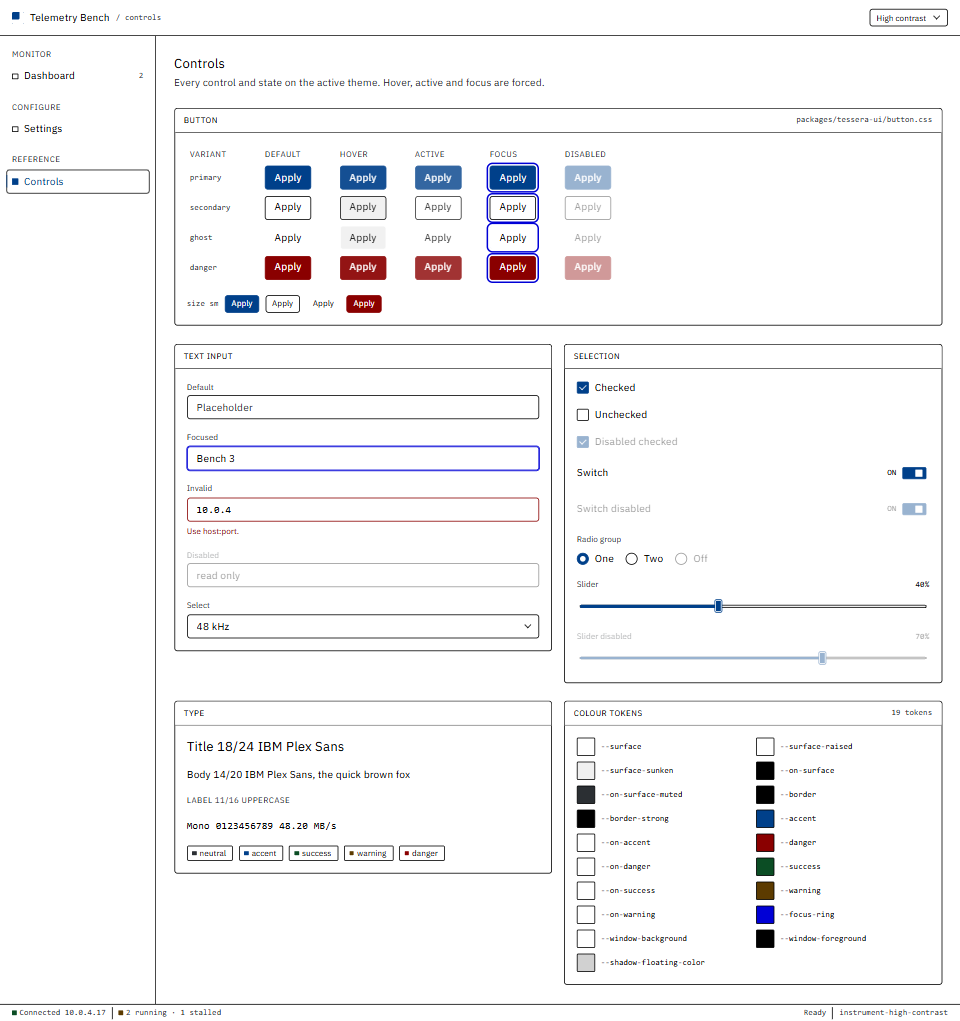 Telemetry Bench / controls
High contrast
MONITOR
Dashboard 2
CONFIGURE
Settings
REFERENCE
Controls
Controls
Every control and state on the active theme. Hover, active and focus are forced.
BUTTON packages/tessera-ui/button.css
VARIANT DEFAULT HOVER ACTIVE FOCUS DISABLED
primary Apply Apply Apply Apply Apply
secondary Apply Apply Apply Apply Apply
ghost Apply Apply Apply Apply Apply
danger Apply Apply Apply Apply Apply
size sm Apply Apply Apply Apply
TEXT INPUT
Default
Placeholder
Focused
Bench 3
Invalid
10.0.4
Use host:port.
Disabled
read only
Select
48 kHz
SELECTION
Checked
Unchecked
Disabled checked
Switch ON
Switch disabled ON
Radio group
One Two Off
Slider 40%
Slider disabled 70%
TYPE
Title 18/24 IBM Plex Sans
Body 14/20 IBM Plex Sans, the quick brown fox
LABEL 11/16 UPPERCASE
Mono 0123456789 48.20 MB/s
neutral accent success warning danger
COLOUR TOKENS 19 tokens
--surface --surface-raised
--surface-sunken --on-surface
--on-surface-muted --border
--border-strong --accent
--on-accent --danger
--on-danger --success
--on-success --warning
--on-warning --focus-ring
--window-background --window-foreground
--shadow-floating-color
Connected 10.0.4.17 2 running · 1 stalled
Ready instrument-high-contrast